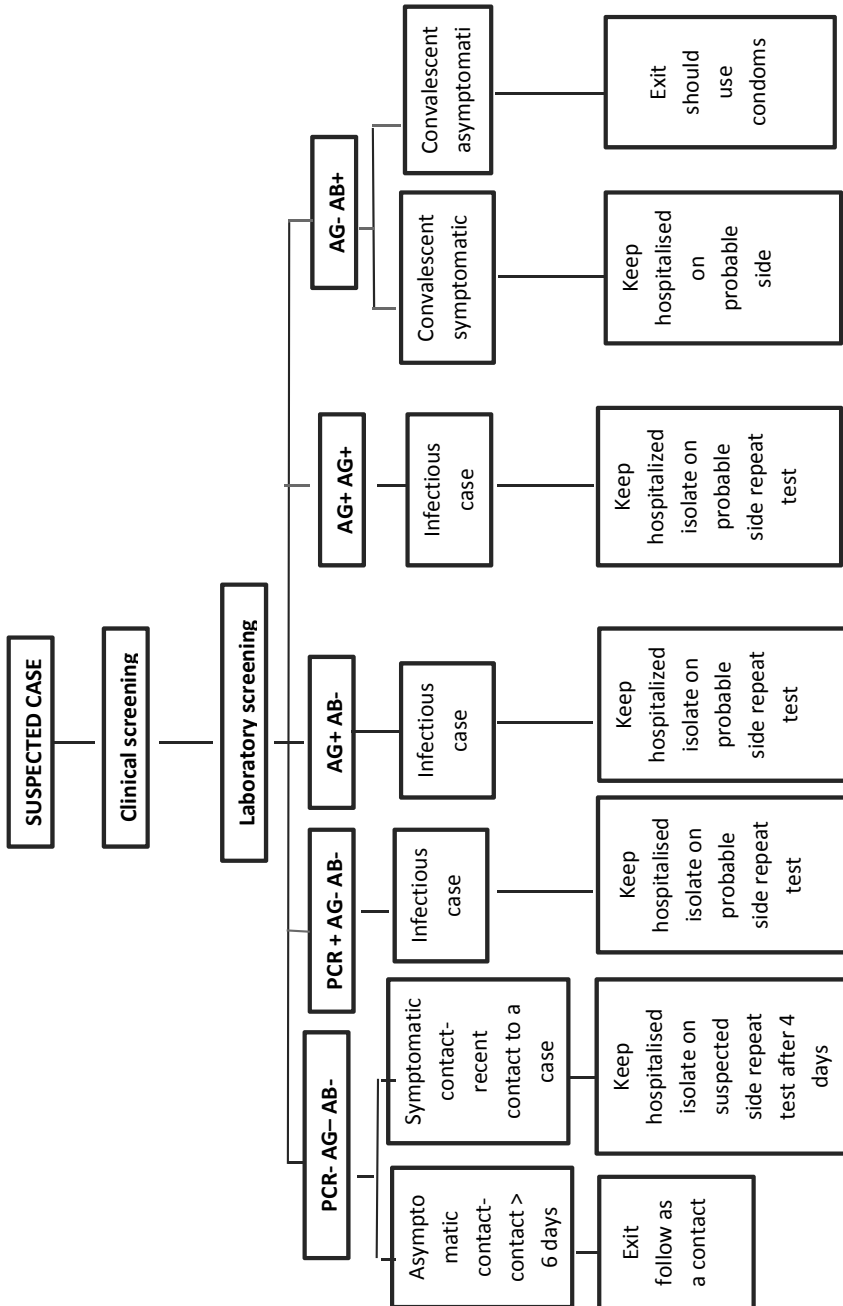 SUSPECTED CASE
Clinical screening
Laboratory screening
PCR- AG– AB-
PCR + AG- AB-
AG+ AB-
AG+ AG+
AG- AB+
Asympto
matic
contact-
contact >
6 days
Symptomatic
contact-
recent
contact to a
case
Infectious
case
Infectious
case
Infectious
case
Convalescent
symptomatic
Convalescent
asymptomati
Exit
follow as
a contact
Keep
hospitalised
isolate on
suspected
side repeat
test after 4
days
Keep
hospitalised
isolate on
probable
side repeat
test
Keep
hospitalized
isolate on
probable
side repeat
test
Keep
hospitalized
isolate on
probable
side repeat
test
Keep
hospitalised
on
probable
side
Exit
should
use
condoms